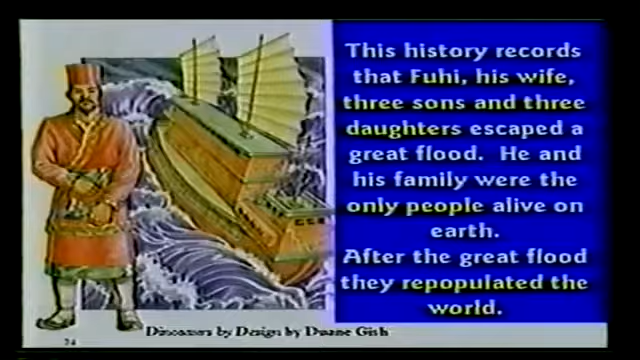 This history records
that Fuhi, his wife,
three sons and three
daughters escaped a
great flood. He and
his family were the
only people alive on
earth.
After the great flood
they repopulated the
world.
Dinosaurs by Design by Duane Gish
74